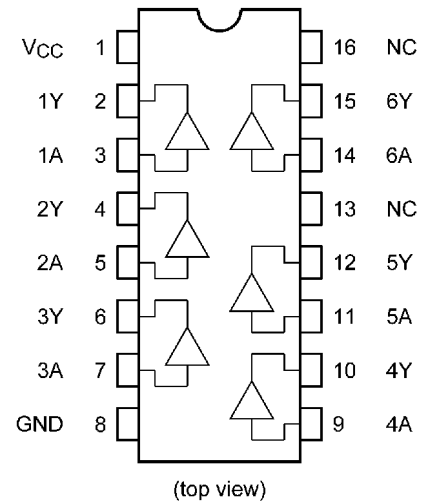 VCC 1 16 NC
1Y 2 15 6Y
1A 3 14 6A
2Y 4 13 NC
2A 5 12 5Y
3Y 6 11 5A
3A 7 10 4Y
GND 8 9 4A
(top view)